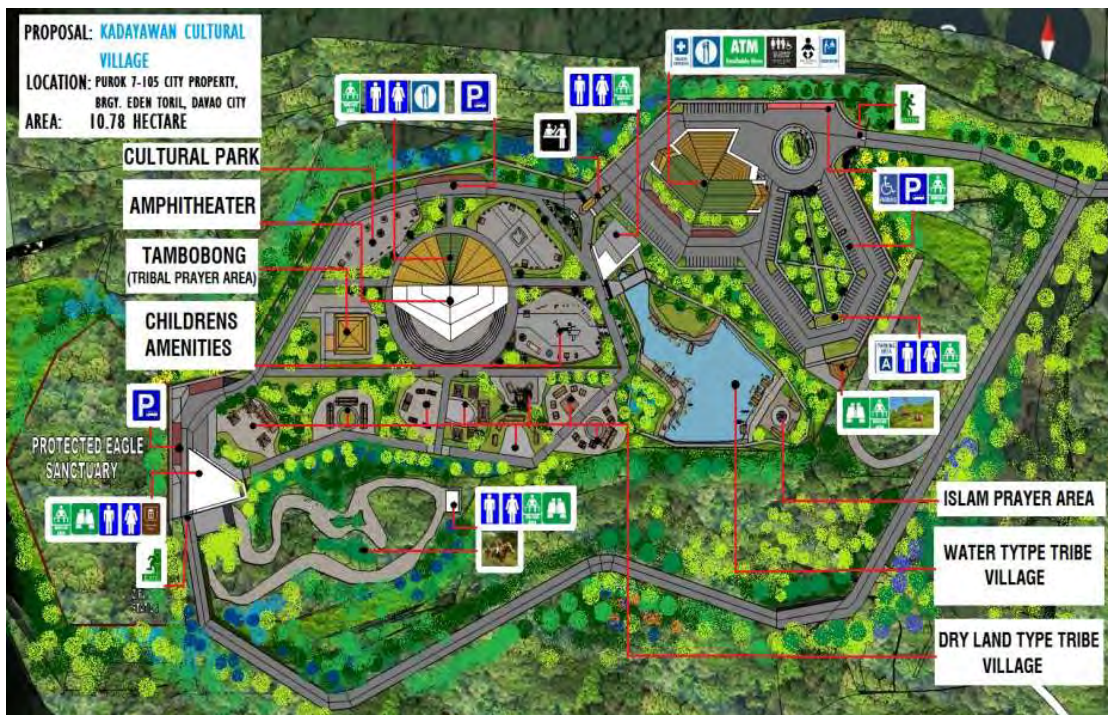 PROPOSAL: KADAYAWAN CULTURAL
VILLAGE
LOCATION: PUROK 7-105 CITY PROPERTY,
BRGY. EDEN TORIL, DAVAO CITY
AREA: 10.78 HECTARE
CULTURAL PARK
AMPHITHEATER
TAMBOBONG
(TRIBAL PRAYER AREA)
CHILDRENS
AMENITIES
P
ATM
P
P
PARKING
AREA
A
P
PROTECTED EAGLE
SANCTUARY
ISLAM PRAYER AREA
WATER TYTPE TRIBE
VILLAGE
DRY LAND TYPE TRIBE
VILLAGE